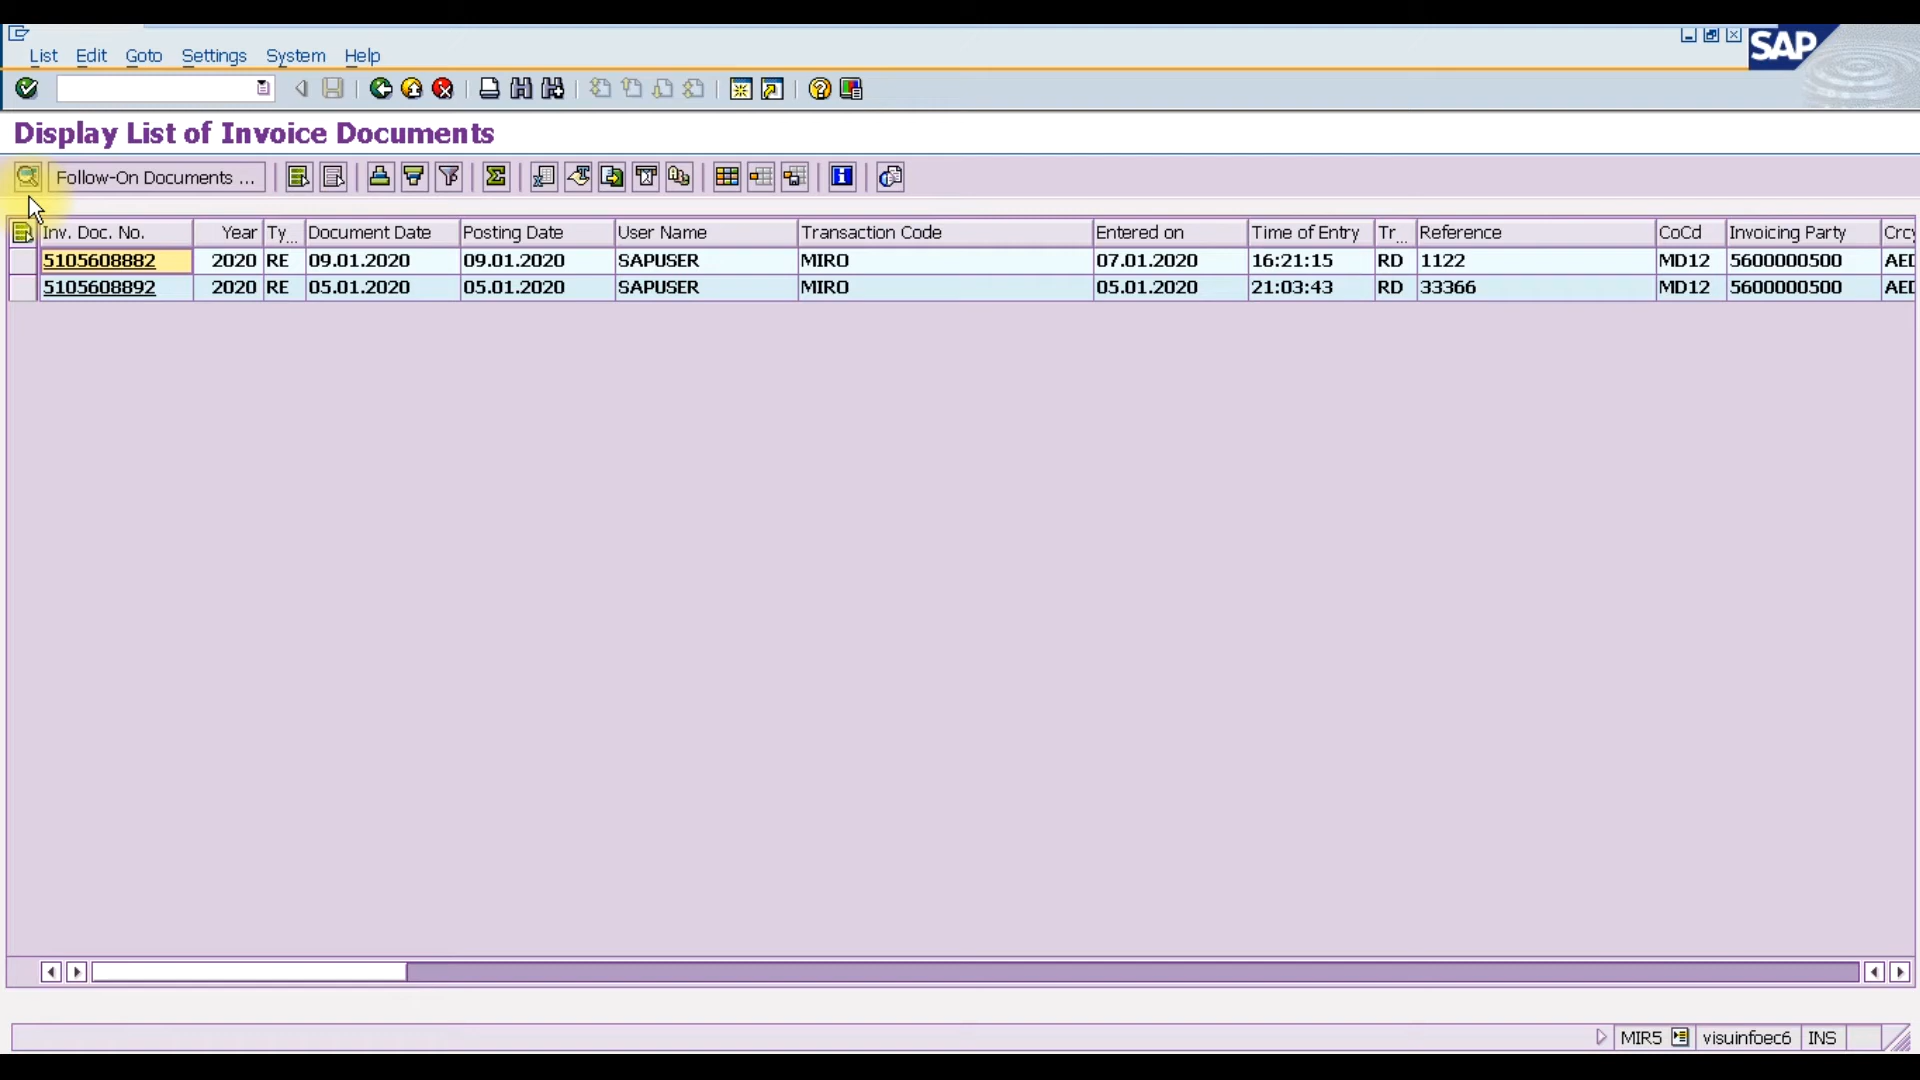 List Edit Goto Settings System Help
SAP
Display List of Invoice Documents
Follow-On Documents ...
Inv. Doc. No. Year Ty... Document Date Posting Date User Name Transaction Code Entered on Time of Entry Tr... Reference CoCd Invoicing Party Crcy
5105608882 2020 RE 09.01.2020 09.01.2020 SAPUSER MIRO 07.01.2020 16:21:15 RD 1122 MD12 5600000500 AED
5105608892 2020 RE 05.01.2020 05.01.2020 SAPUSER MIRO 05.01.2020 21:03:43 RD 33366 MD12 5600000500 AED
MIR5 visuinfoec6 INS